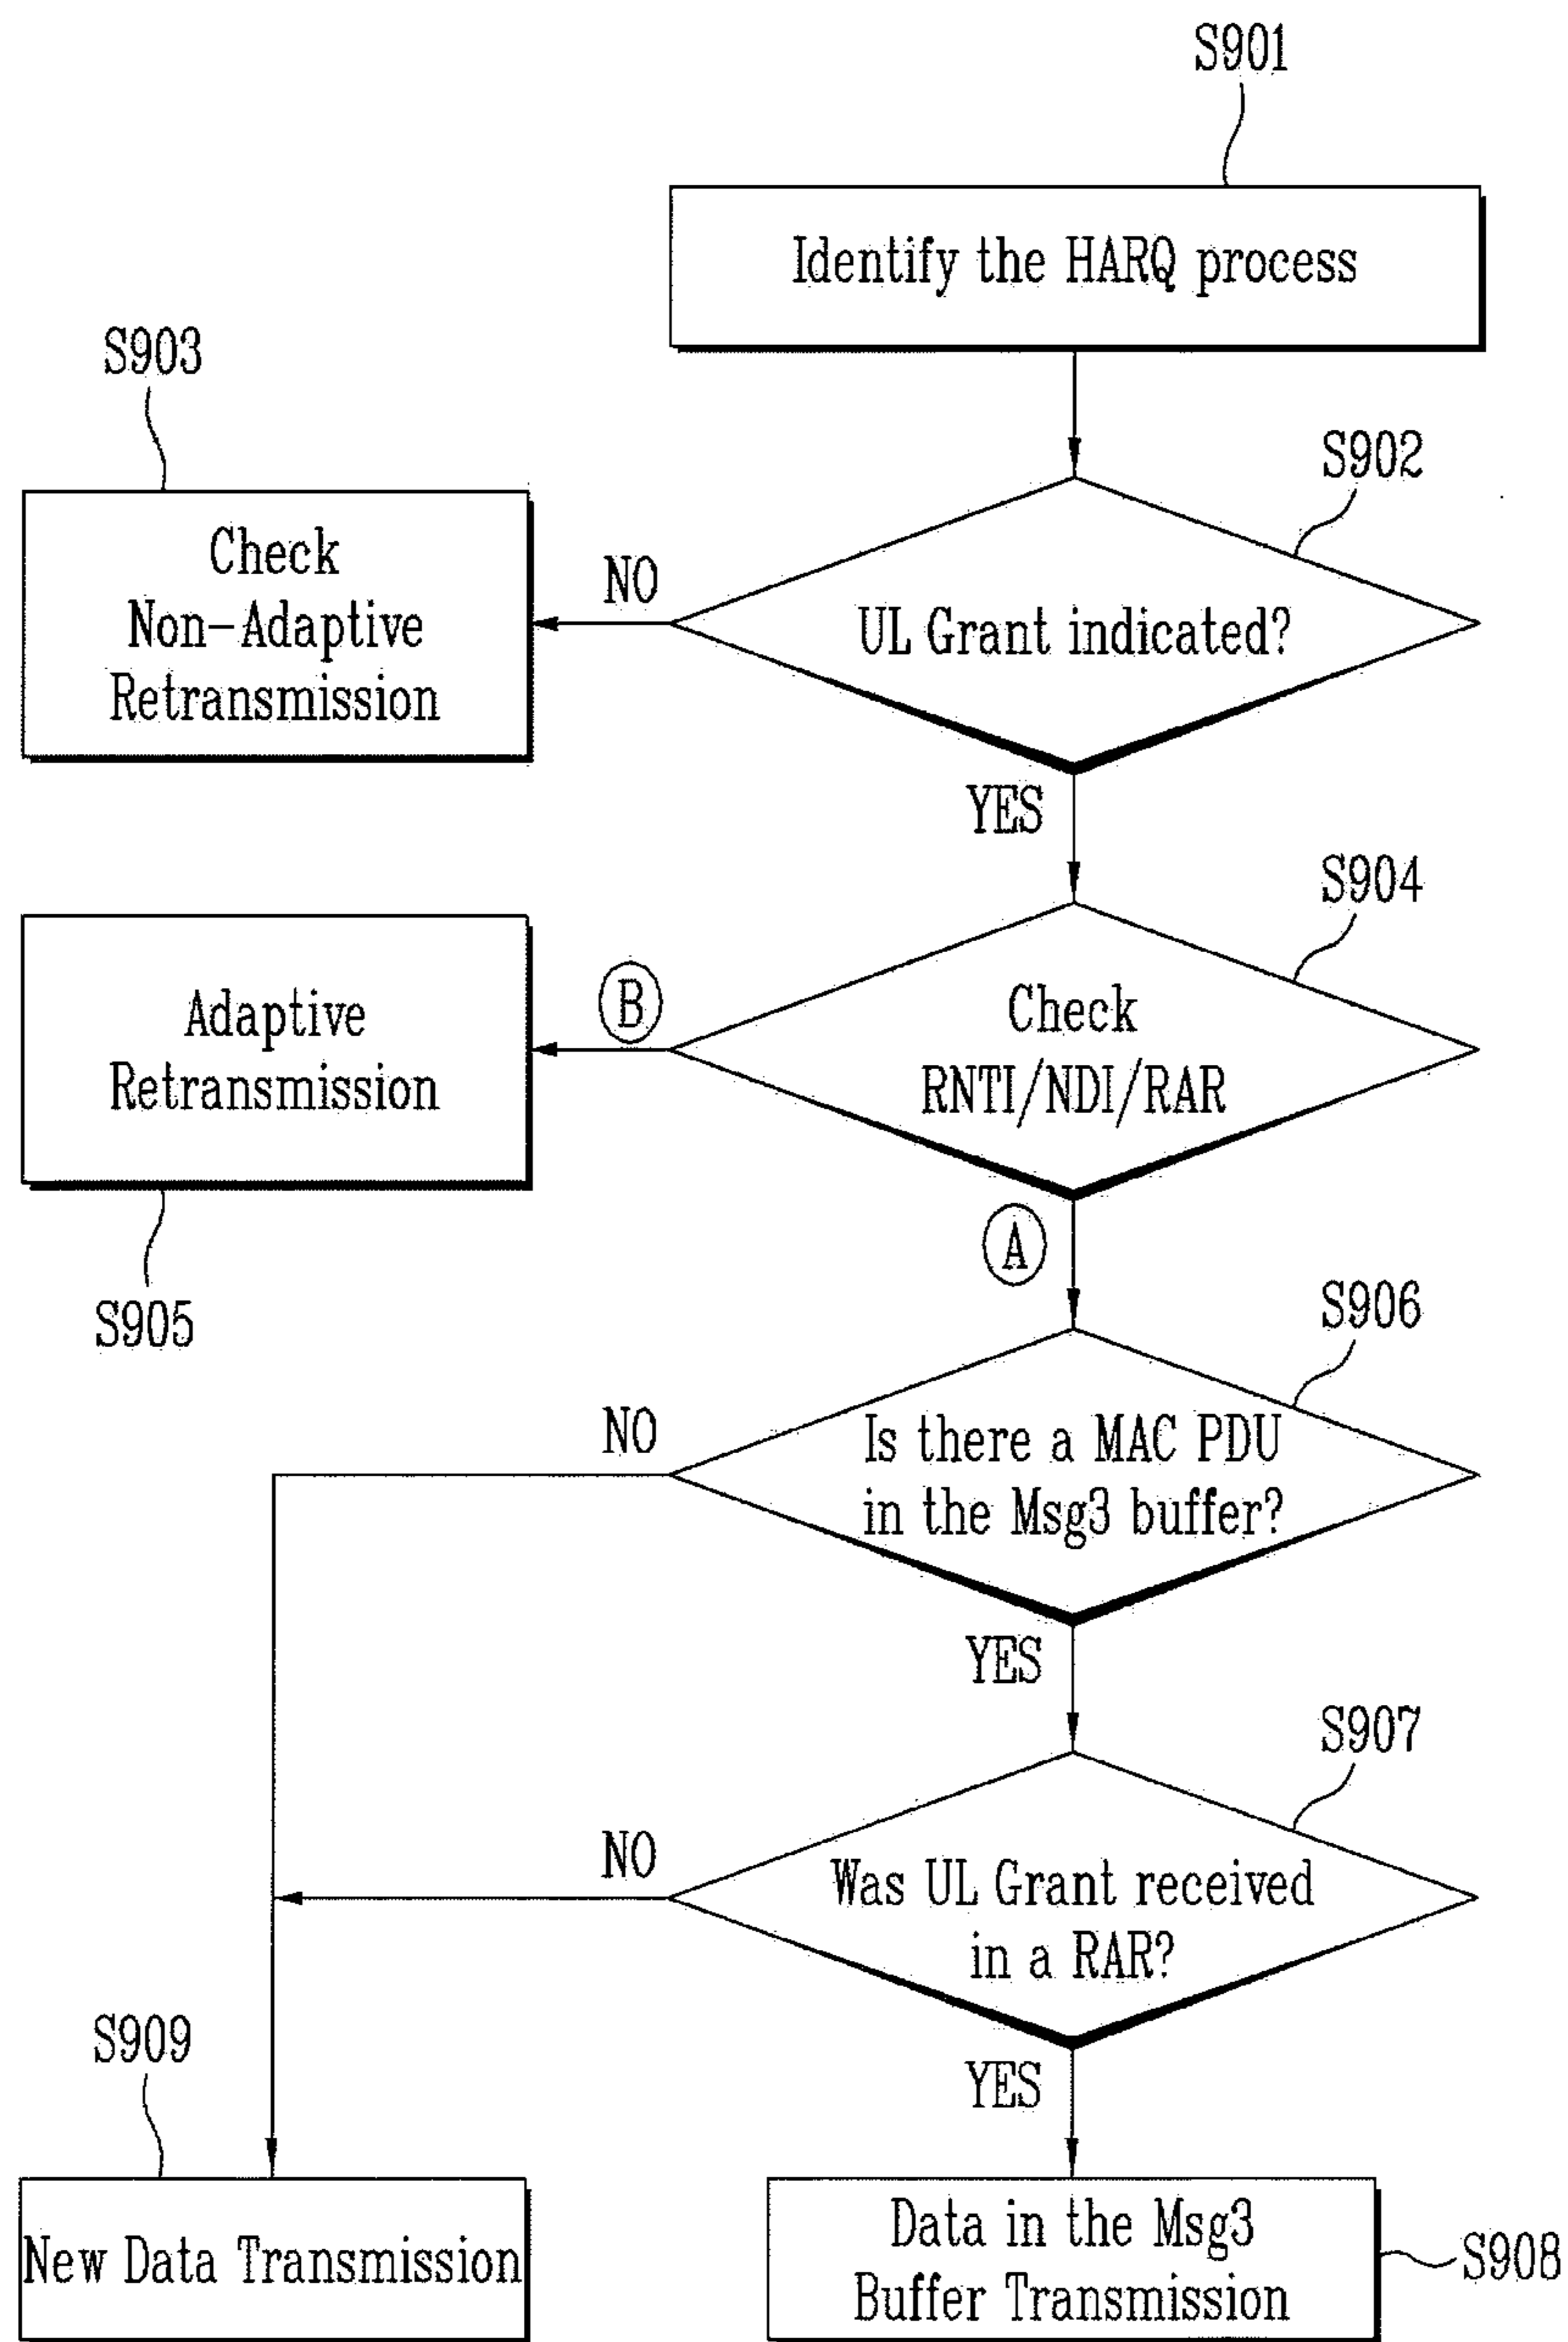 S901
Identify the HARQ process
S903
S902
Check
Non-Adaptive
Retransmission
NO
UL Grant indicated?
YES
S904
Adaptive
Retransmission
B
Check
RNTI/NDI/RAR
A
S905
S906
NO
Is there a MAC PDU
in the Msg3 buffer?
YES
S907
NO
Was UL Grant received
in a RAR?
S909
YES
New Data Transmission
Data in the Msg3
Buffer Transmission
S908